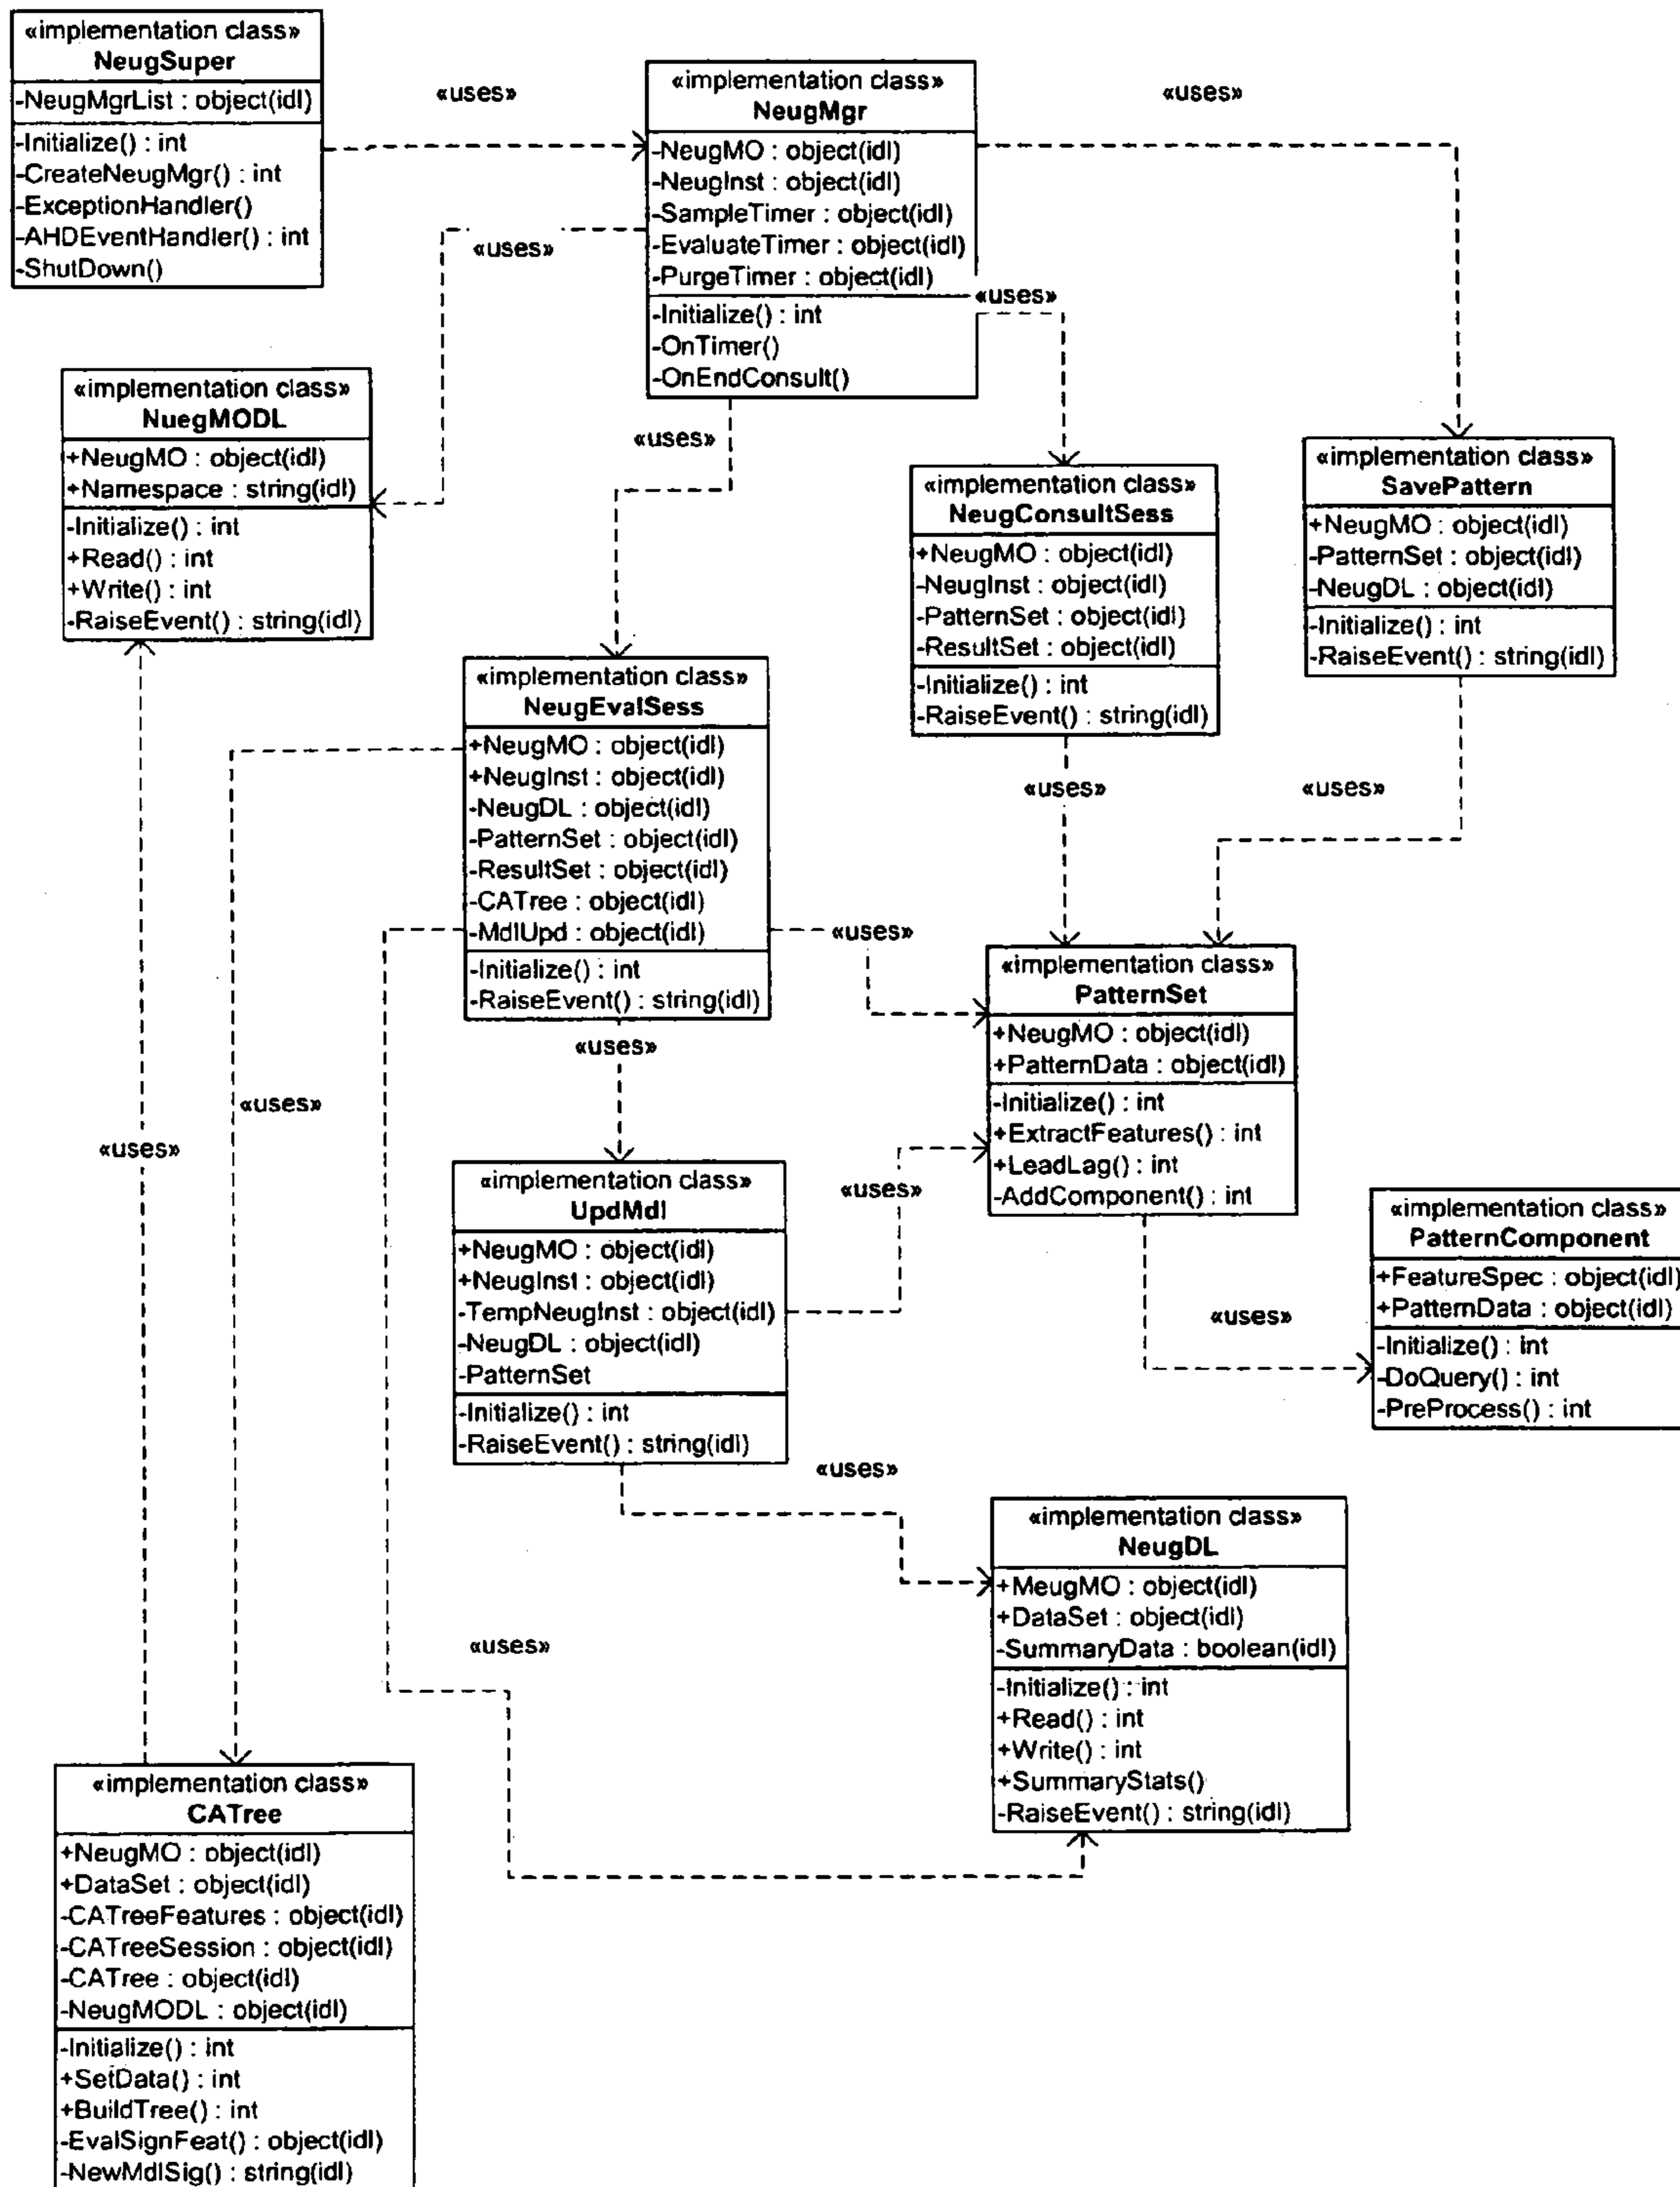 «implementation class»
NeugSuper
-NeugMgrList : object(idl)
-Initialize() : int
-CreateNeugMgr() : int
-ExceptionHandler()
-AHDEventHandler() : int
-ShutDown()
«uses»
«implementation class»
NeugMgr
-NeugMO : object(idl)
-NeugInst : object(idl)
-SampleTimer : object(idl)
-EvaluateTimer : object(idl)
-PurgeTimer : object(idl)
-Initialize() : int
-OnTimer()
-OnEndConsult()
«uses»
«uses»
«uses»
«uses»
«implementation class»
NuegMODL
+NeugMO : object(idl)
+Namespace : string(idl)
-Initialize() : int
+Read() : int
+Write() : int
-RaiseEvent() : string(idl)
«implementation class»
NeugConsultSess
+NeugMO : object(idl)
-NeugInst : object(idl)
-PatternSet : object(idl)
-ResultSet : object(idl)
-Initialize() : int
-RaiseEvent() : string(idl)
«implementation class»
SavePattern
+NeugMO : object(idl)
-PatternSet : object(idl)
-NeugDL : object(idl)
-Initialize() : int
-RaiseEvent() : string(idl)
«implementation class»
NeugEvalSess
+NeugMO : object(idl)
+NeugInst : object(idl)
-NeugDL : object(idl)
-PatternSet : object(idl)
-ResultSet : object(idl)
-CATree : object(idl)
-MdlUpd : object(idl)
-Initialize() : int
-RaiseEvent() : string(idl)
«uses»
«uses»
«uses»
«uses»
«implementation class»
PatternSet
+NeugMO : object(idl)
+PatternData : object(idl)
-Initialize() : int
+ExtractFeatures() : int
+LeadLag() : int
-AddComponent() : int
«uses»
«uses»
«implementation class»
UpdMdl
+NeugMO : object(idl)
+NeugInst : object(idl)
-TempNeugInst : object(idl)
-NeugDL : object(idl)
-PatternSet
-Initialize() : int
-RaiseEvent() : string(idl)
«uses»
«implementation class»
PatternComponent
+FeatureSpec : object(idl)
+PatternData : object(idl)
-Initialize() : int
-DoQuery() : int
-PreProcess() : int
«uses»
«uses»
«implementation class»
NeugDL
+MeugMO : object(idl)
+DataSet : object(idl)
-SummaryData : boolean(idl)
-Initialize() : int
+Read() : int
+Write() : int
+SummaryStats()
-RaiseEvent() : string(idl)
«uses»
«implementation class»
CATree
+NeugMO : object(idl)
+DataSet : object(idl)
-CATreeFeatures : object(idl)
-CATreeSession : object(idl)
-CATree : object(idl)
-NeugMODL : object(idl)
-Initialize() : int
+SetData() : int
+BuildTree() : int
-EvalSignFeat() : object(idl)
-NewMdlSig() : string(idl)